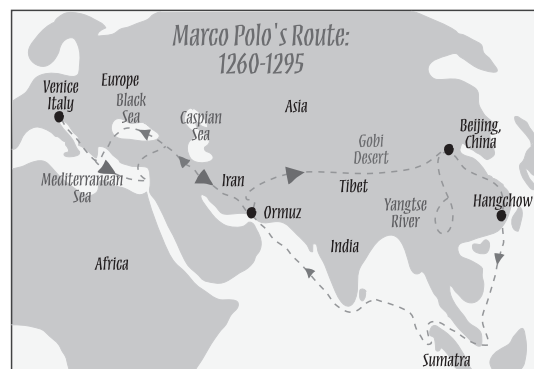 Marco Polo's Route:
1260-1295
Venice
Italy
Europe
Black
Sea
Caspian
Sea
Asia
Gobi
Desert
Beijing,
China
Mediterranean
Sea
Iran
Tibet
Ormuz
Yangtse
River
Hangchow
India
Africa
Sumatra